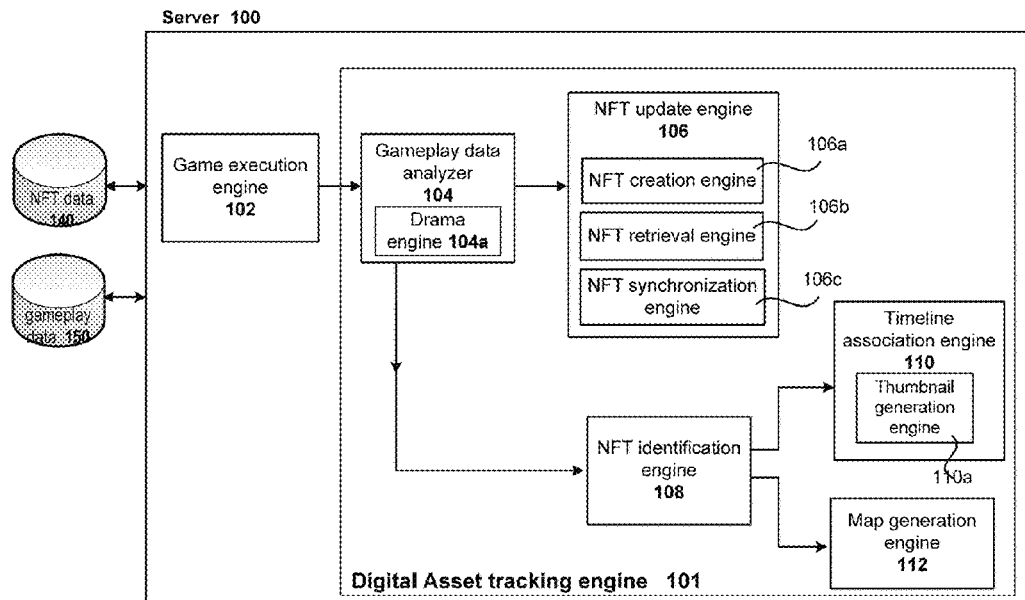 Server 100
NFT data
140
gameplay
data 150
Game execution
engine
102
Gameplay data
analyzer
104
Drama
engine 104a
NFT update engine
106
NFT creation engine
106a
NFT retrieval engine
106b
NFT synchronization
engine
106c
Timeline
association engine
110
Thumbnail
generation
engine
110a
NFT identification
engine
108
Map generation
engine
112
Digital Asset tracking engine 101